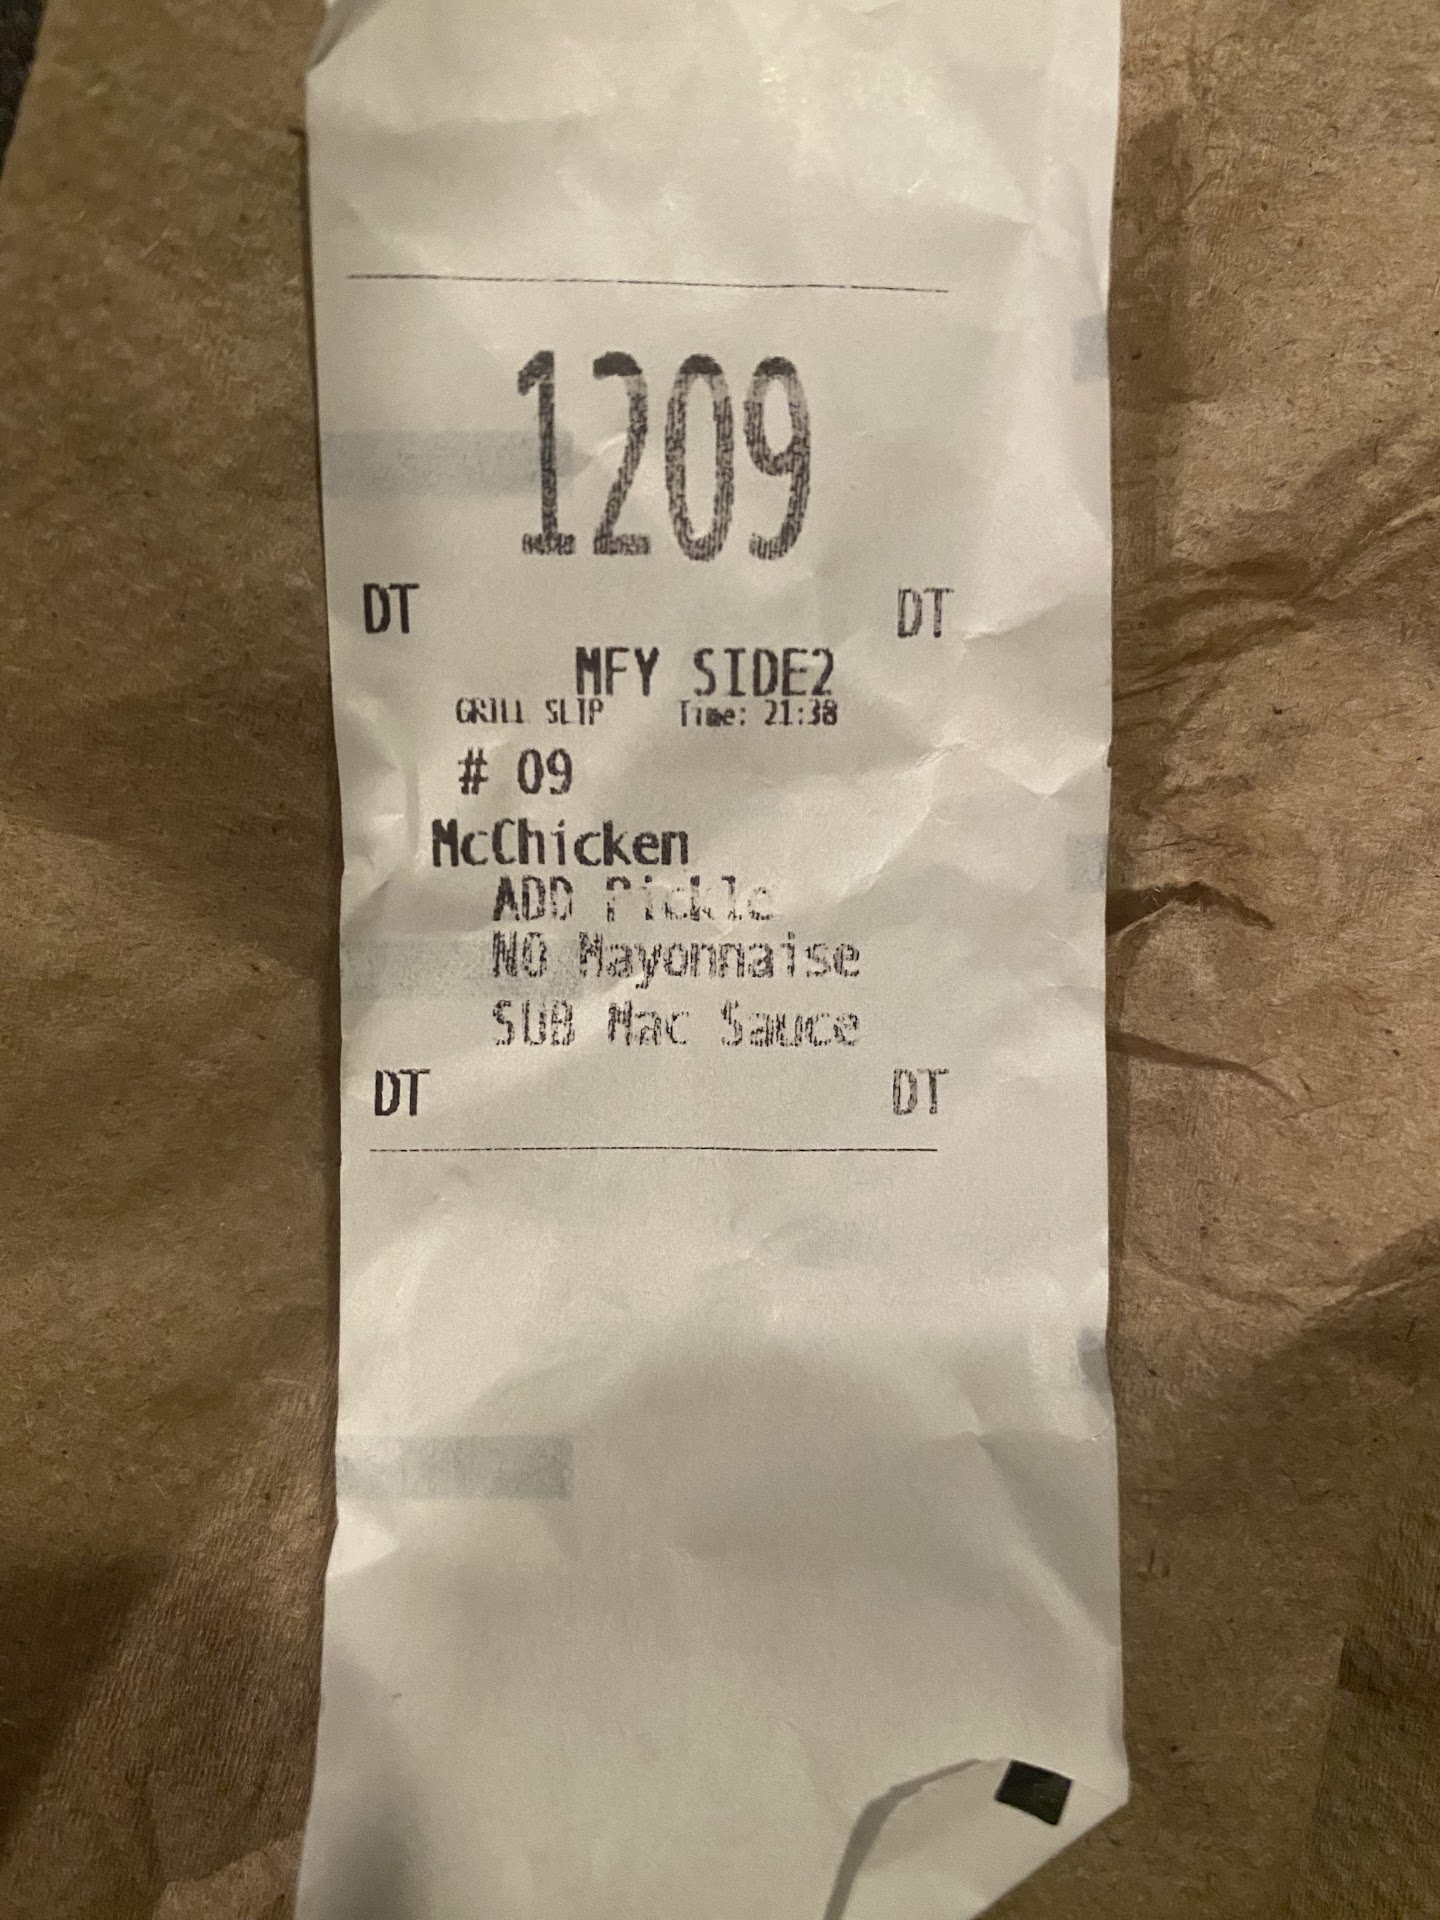 1209
DT DT
MFY SIDE2
GRILL SLIP Time: 21:38
# 09
McChicken
ADD Pickle
NO Mayonnaise
SUB Mac Sauce
DT DT